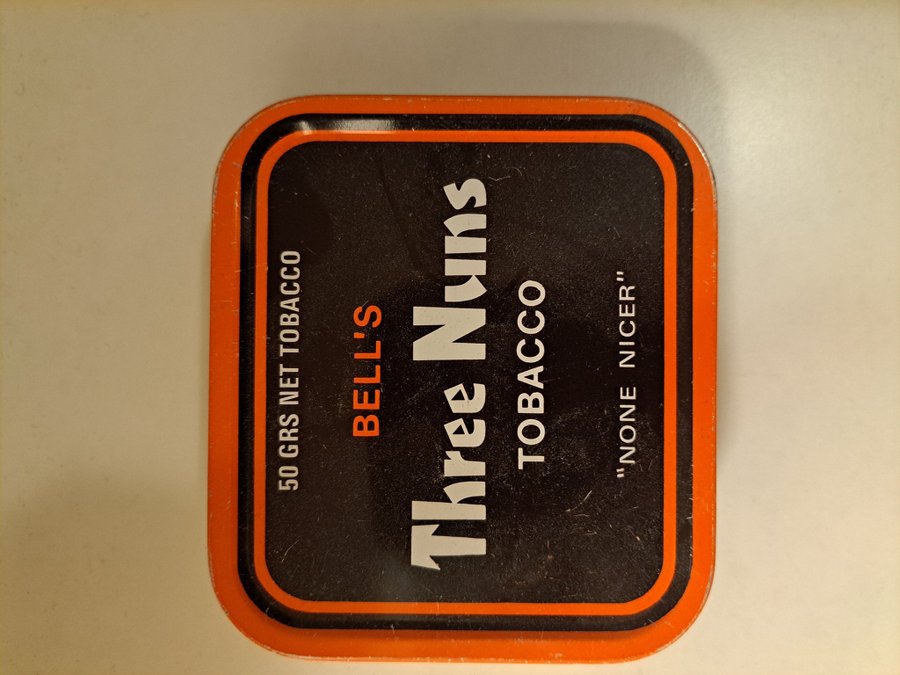 50 GRS NET TOBACCO
BELL'S
Three Nuns
TOBACCO
"NONE NICER"